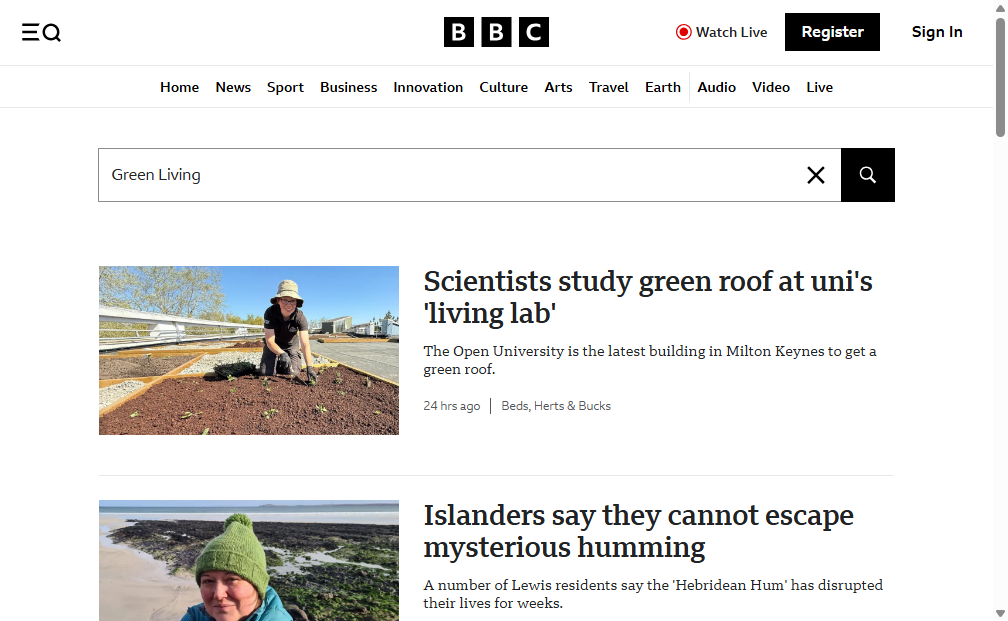 BBC
Watch Live
Register
Sign In
Home News Sport Business Innovation Culture Arts Travel Earth Audio Video Live
Green Living
Scientists study green roof at uni's
'living lab'
The Open University is the latest building in Milton Keynes to get a
green roof.
24 hrs ago Beds, Herts & Bucks
Islanders say they cannot escape
mysterious humming
A number of Lewis residents say the 'Hebridean Hum' has disrupted
their lives for weeks.